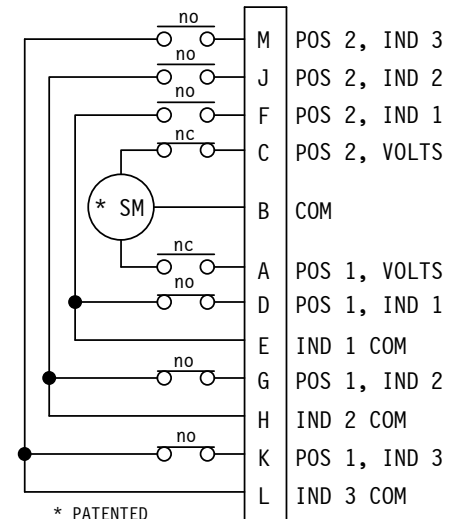 no
M POS 2, IND 3
no
J POS 2, IND 2
no
F POS 2, IND 1
nc
C POS 2, VOLTS
* SM
B COM
nc
A POS 1, VOLTS
no
D POS 1, IND 1
E IND 1 COM
no
G POS 1, IND 2
H IND 2 COM
no
K POS 1, IND 3
L IND 3 COM
* PATENTED